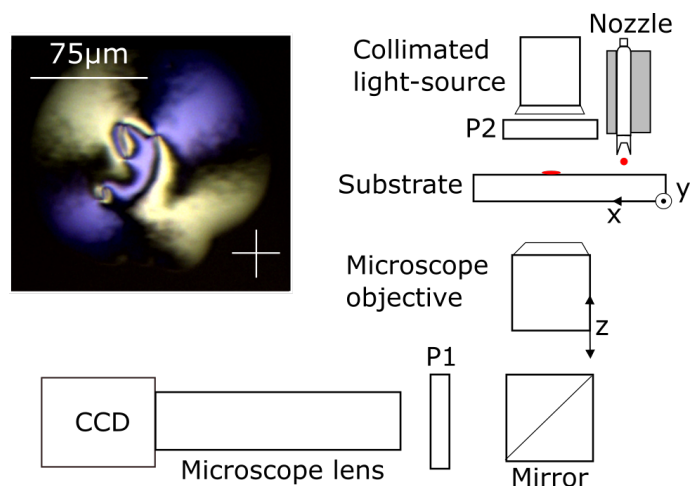 75μm
Collimated
light-source
Nozzle
P2
Substrate
y
x
Microscope
objective
z
P1
CCD
Microscope lens
Mirror